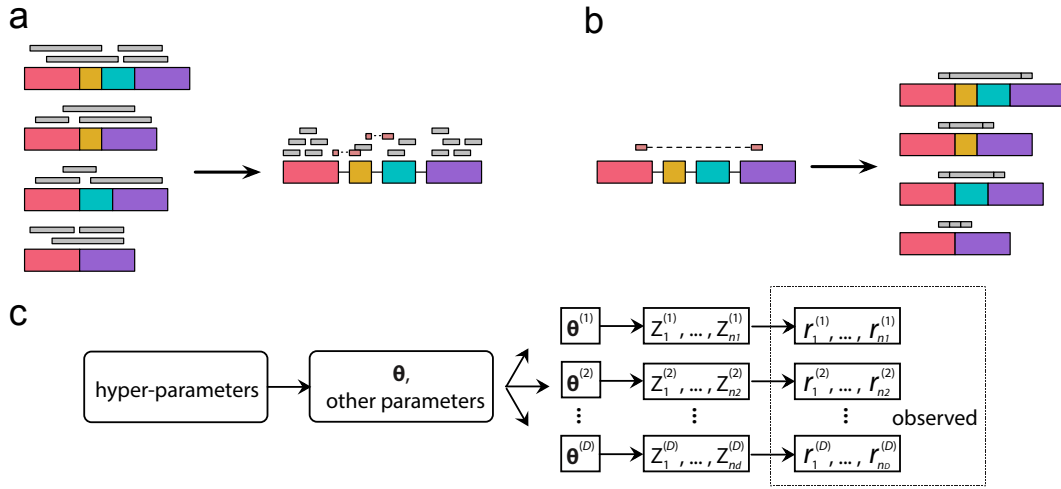 a
b
c
hyper-parameters
θ,
other parameters
θ^(1)
Z_1^(1), ..., Z_n1^(1)
r_1^(1), ..., r_n1^(1)
θ^(2)
Z_1^(2), ..., Z_n2^(2)
r_1^(2), ..., r_n2^(2)
⋮ ⋮ ⋮
observed
θ^(D)
Z_1^(D), ..., Z_nd^(D)
r_1^(D), ..., r_nD^(D)